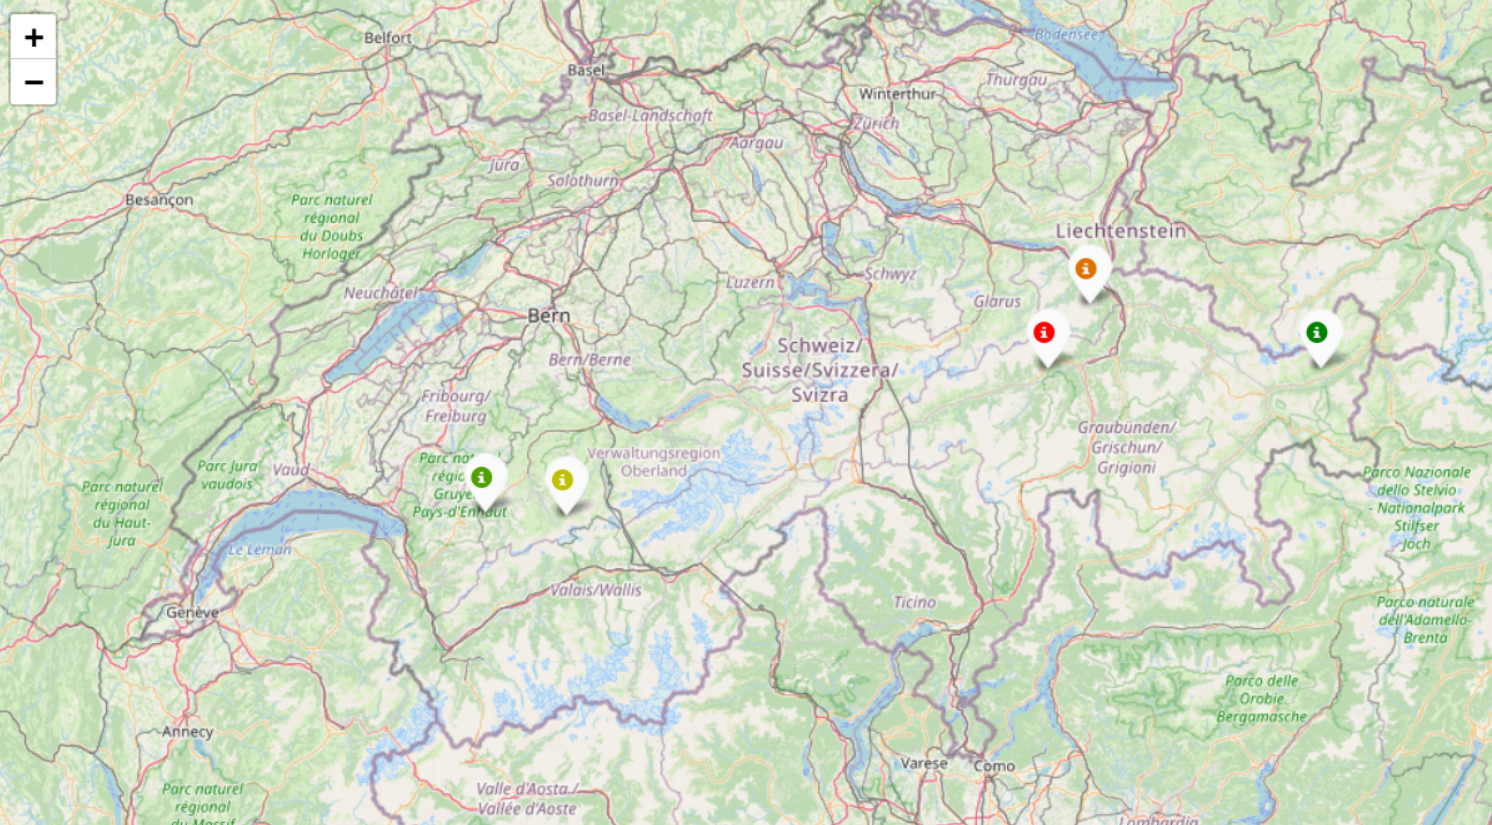 +
−
Belfort
Basel
Bodensee
Thurgau
Winterthur
Basel-Landschaft
Zürich
Aargau
Jura
Solothurn
Besançon
Parc naturel
régional
du Doubs
Horloger
Liechtenstein
Neuchâtel
Luzern
Schwyz
Glarus
Bern
Bern/Berne
Schweiz/
Suisse/Svizzera/
Svizra
Fribourg/
Freiburg
Graubünden/
Grischun/
Grigioni
Verwaltungsregion
Oberland
Parc
Pays-d'Enhaut
Vaud
Parc Jura
vaudois
Parc naturel
régional
du Haut-
Jura
Parco Nazionale
dello Stelvio
- Nationalpark
Stilfser
Joch
Le Léman
Genève
Valais/Wallis
Ticino
Parco naturale
dell'Adamello-
Brenta
Parco delle
Orobie
Bergamasche
Annecy
Varese
Como
Valle d'Aosta /
Vallée d'Aoste
Parc naturel
régional
du Massif
Lombardia